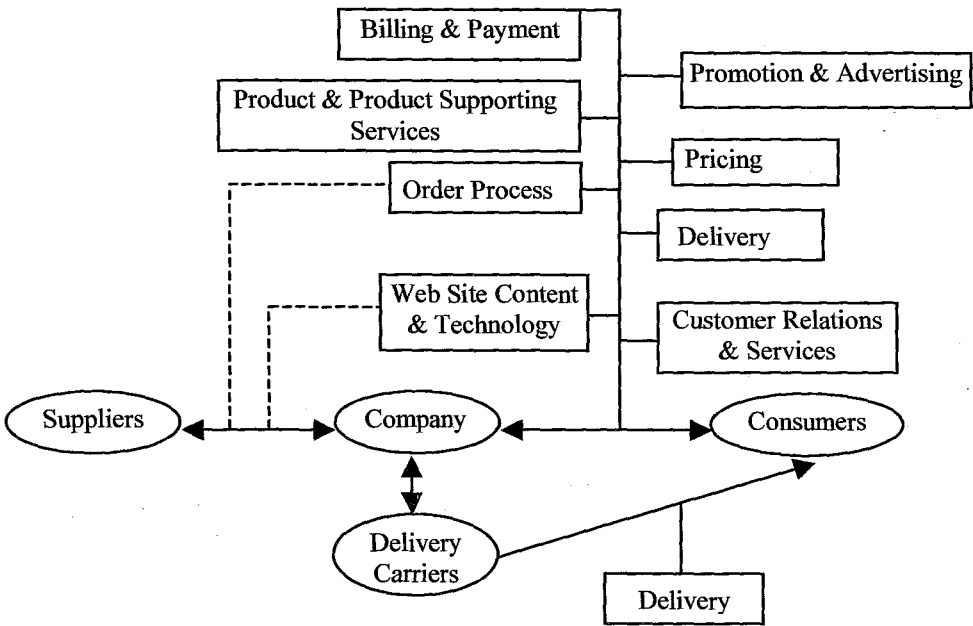 Billing & Payment
Promotion & Advertising
Product & Product Supporting
Services
Pricing
Order Process
Delivery
Web Site Content
& Technology
Customer Relations
& Services
Suppliers
Company
Consumers
Delivery
Carriers
Delivery